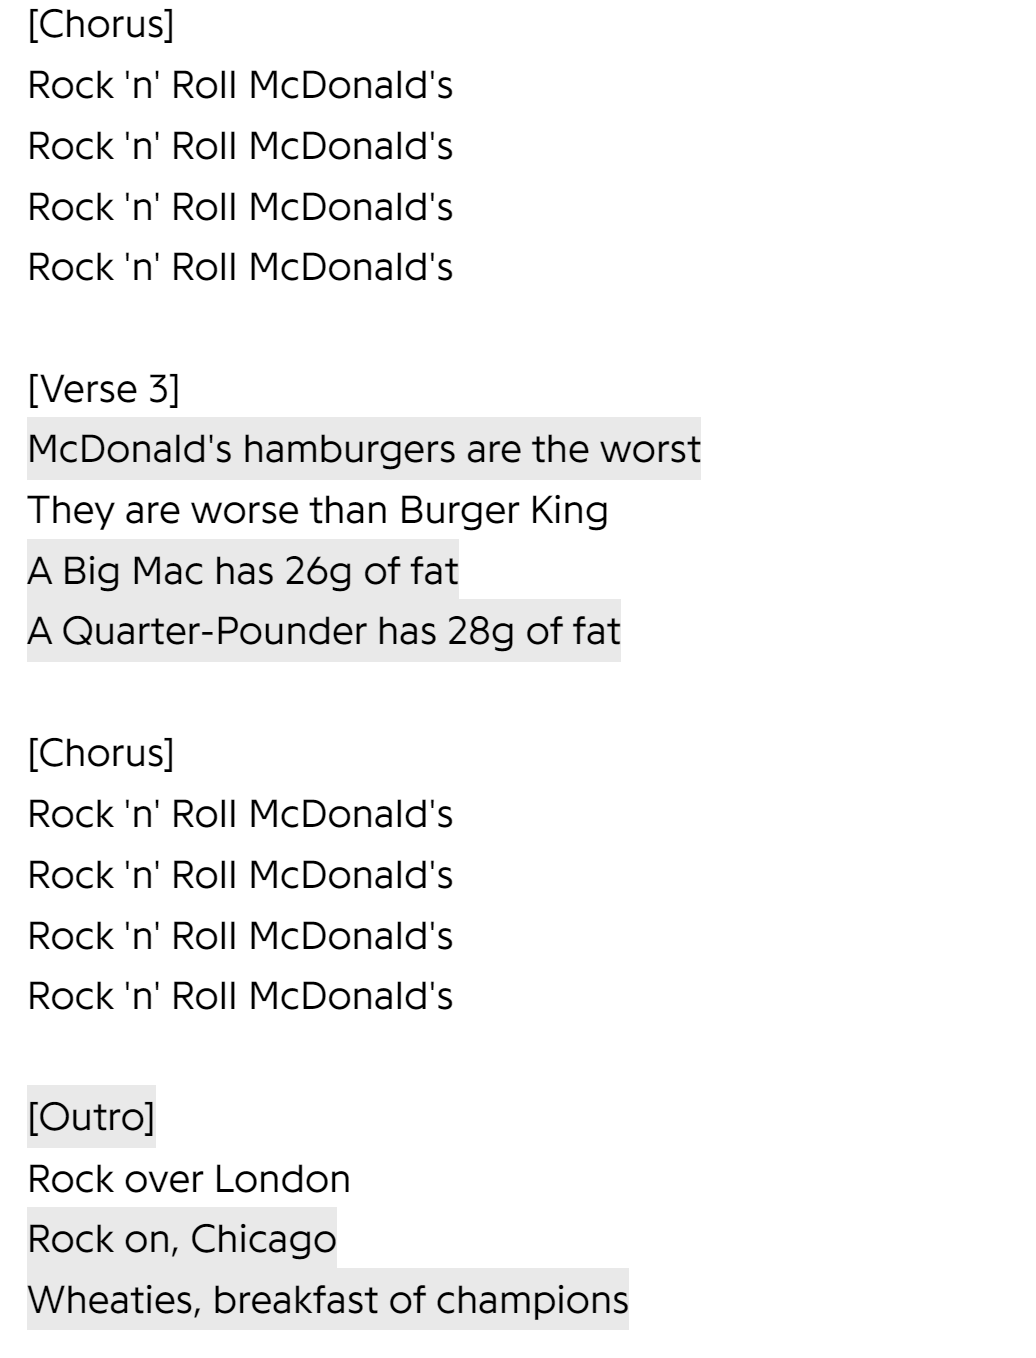 [Chorus]
Rock 'n' Roll McDonald's
Rock 'n' Roll McDonald's
Rock 'n' Roll McDonald's
Rock 'n' Roll McDonald's
[Verse 3]
McDonald's hamburgers are the worst
They are worse than Burger King
A Big Mac has 26g of fat
A Quarter-Pounder has 28g of fat
[Chorus]
Rock 'n' Roll McDonald's
Rock 'n' Roll McDonald's
Rock 'n' Roll McDonald's
Rock 'n' Roll McDonald's
[Outro]
Rock over London
Rock on, Chicago
Wheaties, breakfast of champions